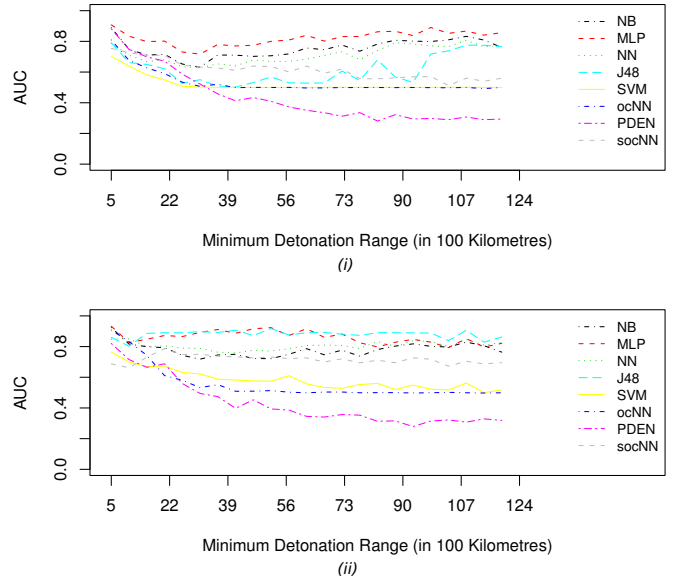 AUC
0.0
0.4
0.8
5
22
39
56
73
90
107
124
NB
MLP
NN
J48
SVM
ocNN
PDEN
socNN
Minimum Detonation Range (in 100 Kilometres)
(i)
AUC
0.0
0.4
0.8
5
22
39
56
73
90
107
124
NB
MLP
NN
J48
SVM
ocNN
PDEN
socNN
Minimum Detonation Range (in 100 Kilometres)
(ii)